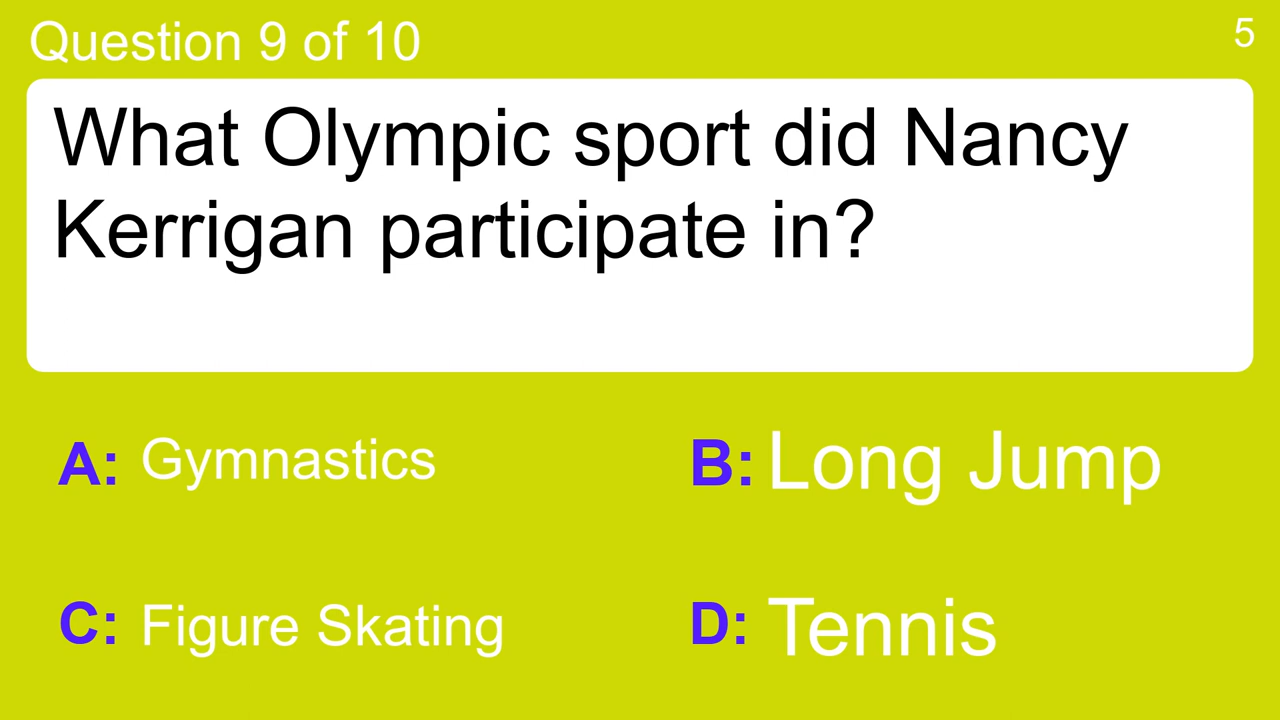 Question 9 of 10
5
What Olympic sport did Nancy
Kerrigan participate in?
A: Gymnastics
B: Long Jump
C: Figure Skating
D: Tennis